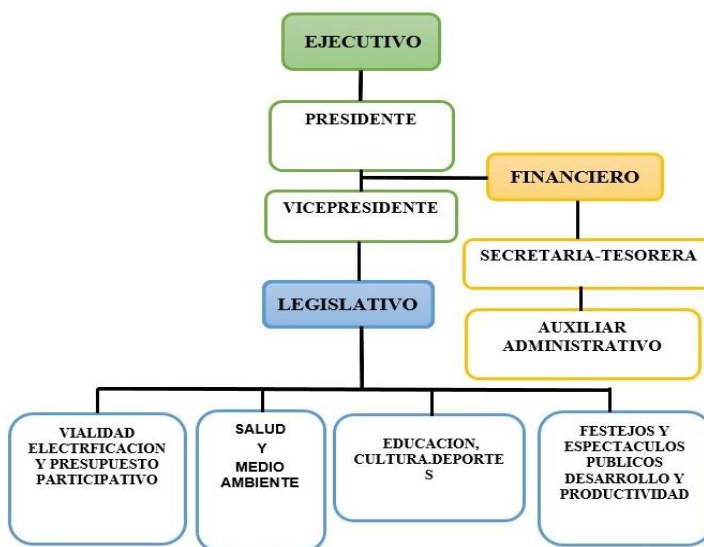 EJECUTIVO
PRESIDENTE
FINANCIERO
VICEPRESIDENTE
SECRETARIA-TESORERA
LEGISLATIVO
AUXILIAR
ADMINISTRATIVO
VIALIDAD
ELECTRFICACION
Y PRESUPUESTO
PARTICIPATIVO
SALUD
Y
MEDIO
AMBIENTE
EDUCACION,
CULTURA.DEPORTE
S
FESTEJOS Y
ESPECTACULOS
PUBLICOS
DESARROLLO Y
PRODUCTIVIDAD